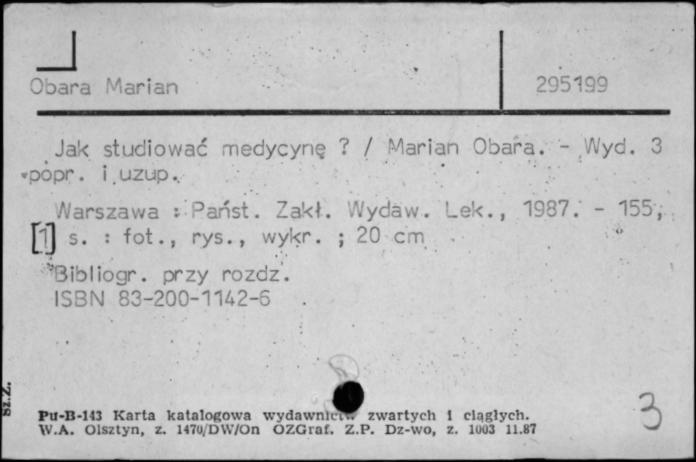 Obara Marian 295199
Jak studiować medycynę ? / Marian Obara. - Wyd. 3
popr. i uzup.
Warszawa : Państ. Zakł. Wydaw. Lek., 1987. - 155,
[1] s. : fot., rys., wykr. ; 20 cm
Bibliogr. przy rozdz.
ISBN 83-200-1142-6
Sz.Z.
Pu-B-143 Karta katalogowa wydawnictw zwartych i ciągłych.
W.A. Olsztyn, z. 1470/DW/On OZGraf. Z.P. Dz-wo, z. 1003 11.87
3